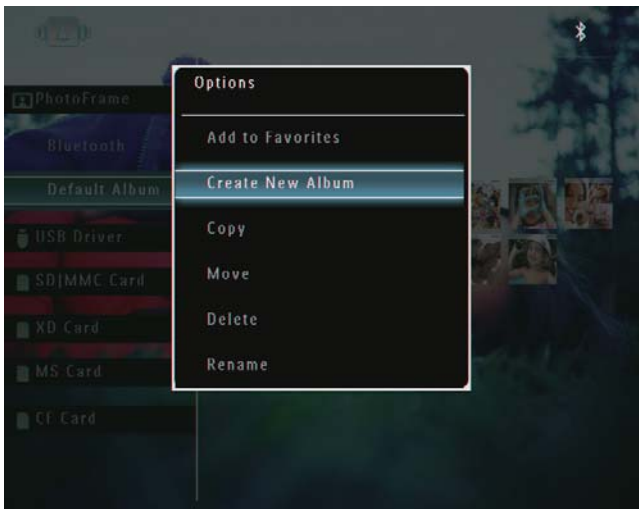 Options
Add to Favorites
Create New Album
Copy
Move
Delete
Rename
PhotoFrame
Bluetooth
Default Album
USB Driver
SD|MMC Card
XD Card
MS Card
CF Card